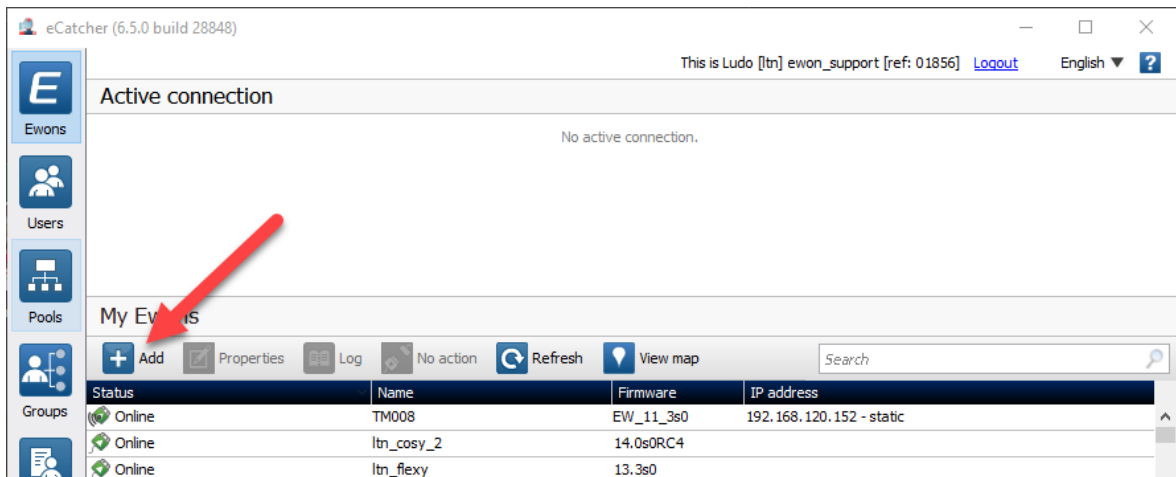 eCatcher (6.5.0 build 28848)
This is Ludo [ltn] ewon_support [ref: 01856] Logout English ?
Active connection
No active connection.
Ewons
Users
Pools
Groups
My Ewons
Add Properties Log No action Refresh View map Search
Status Name Firmware IP address
Online TM008 EW_11_3s0 192.168.120.152 - static
Online ltn_cosy_2 14.0s0RC4
Online ltn_flexy 13.3s0